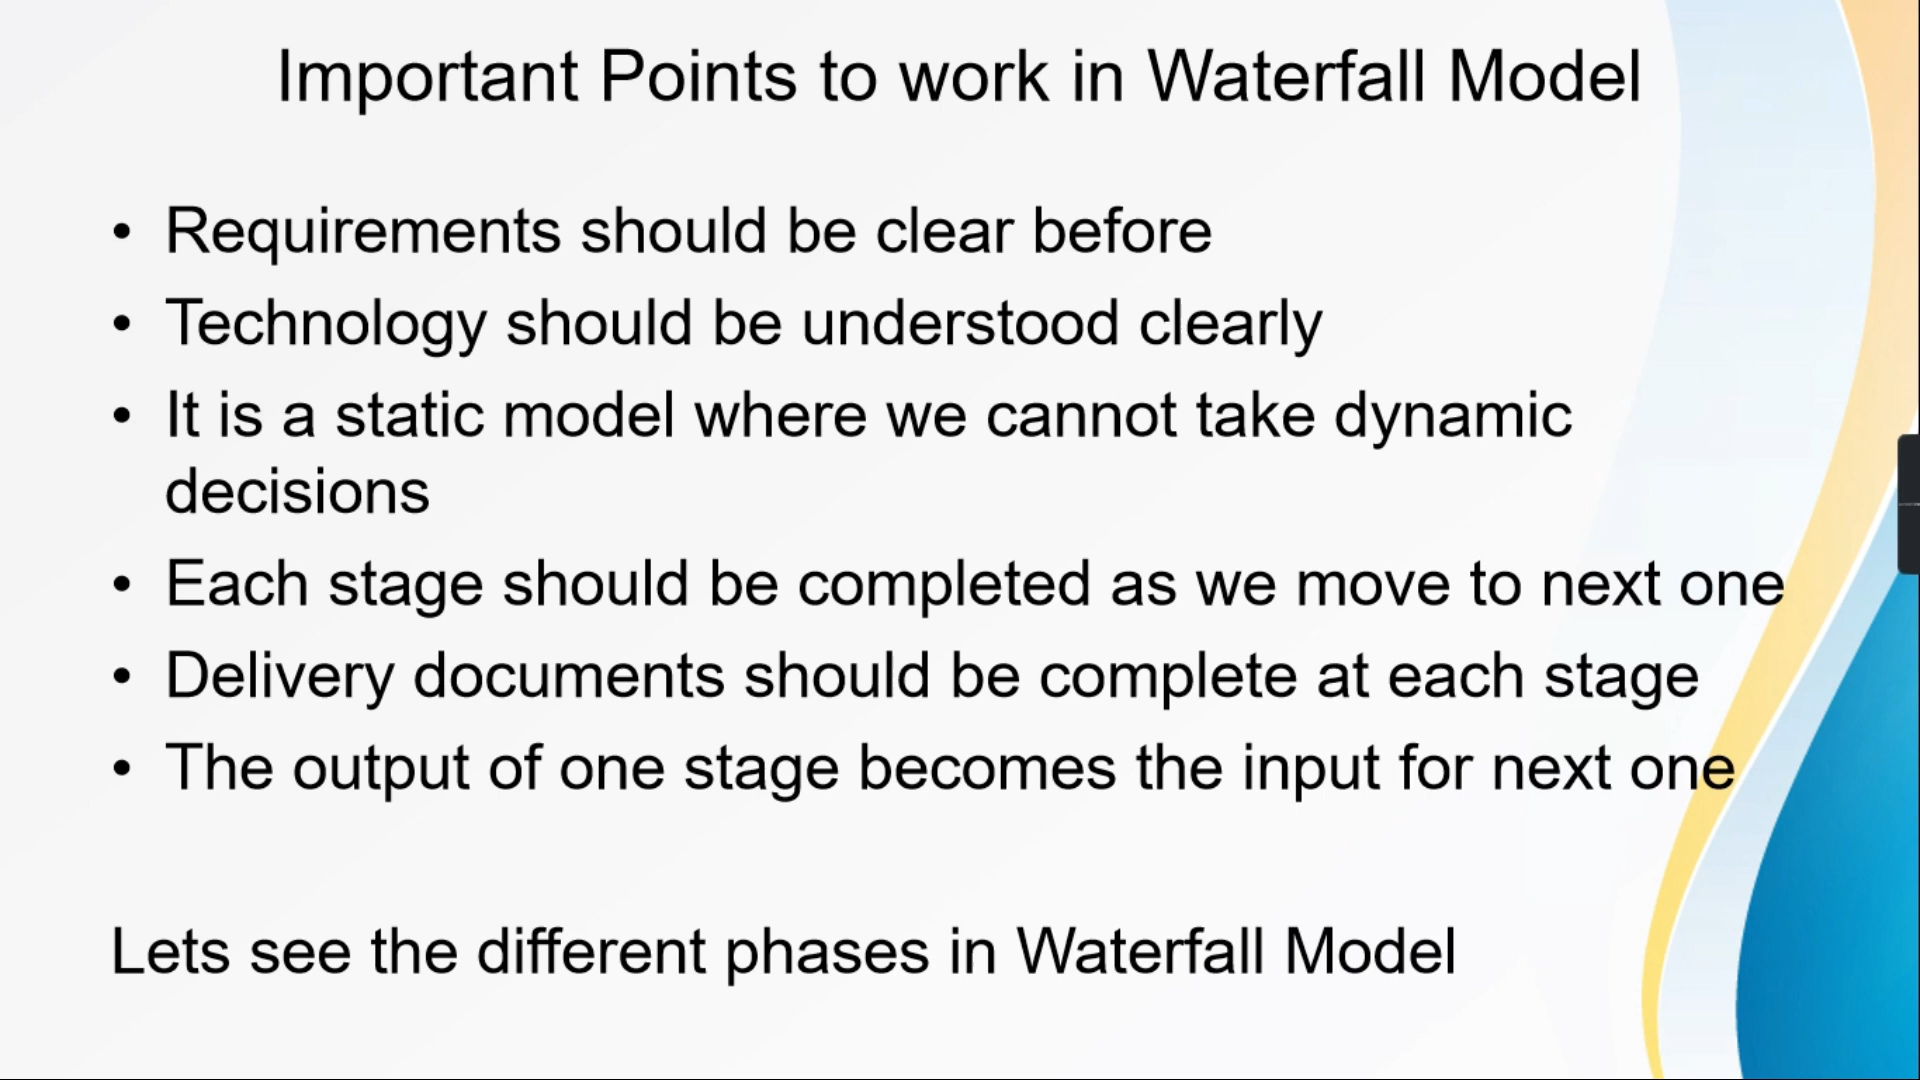 Important Points to work in Waterfall Model
• Requirements should be clear before
• Technology should be understood clearly
• It is a static model where we cannot take dynamic
decisions
• Each stage should be completed as we move to next one
• Delivery documents should be complete at each stage
• The output of one stage becomes the input for next one
Lets see the different phases in Waterfall Model